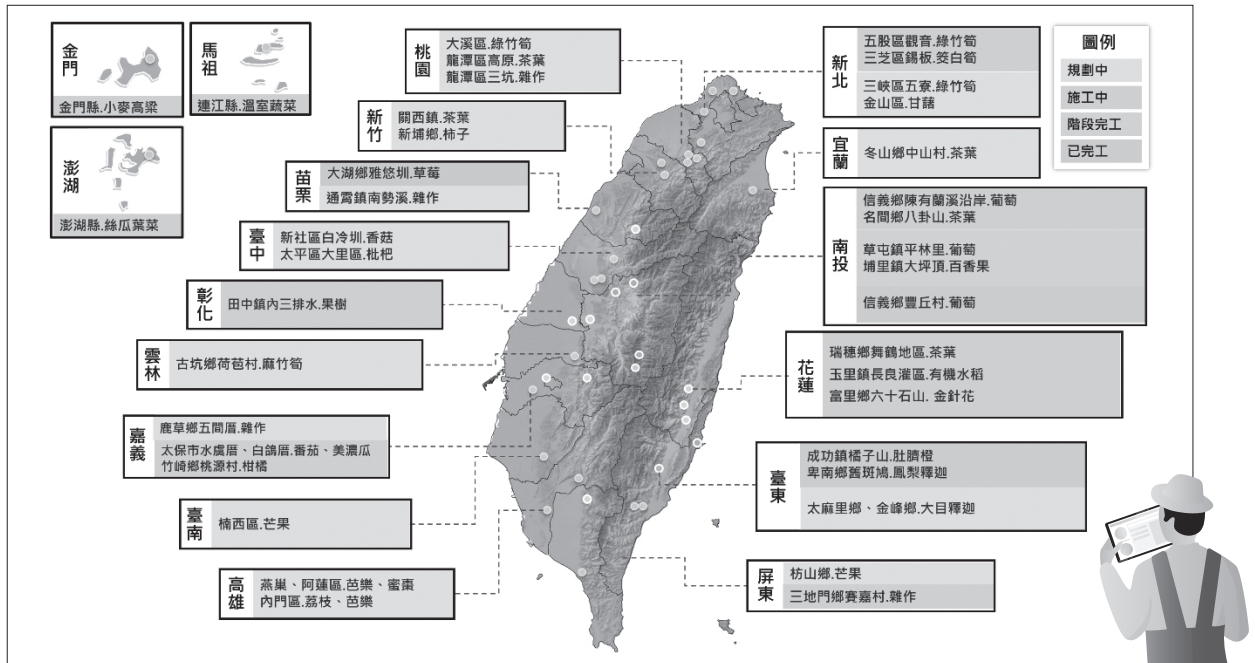 金門
金門縣.小麥高梁
馬祖
連江縣.溫室蔬菜
澎湖
澎湖縣.絲瓜葉菜
桃園
大溪區.綠竹筍
龍潭區高原.茶葉
龍潭區三坑.雜作
新竹
關西鎮.茶葉
新埔鄉.柿子
苗栗
大湖鄉雅悠圳.草莓
通霄鎮南勢溪.雜作
臺中
新社區白冷圳.香菇
太平區大里區.枇杷
彰化
田中鎮內三排水.果樹
雲林
古坑鄉荷苞村.麻竹筍
嘉義
鹿草鄉五間厝.雜作
太保市水虞厝、白鴿厝.番茄、美濃瓜
竹崎鄉桃源村.柑橘
臺南
楠西區.芒果
高雄
燕巢、阿蓮區.芭樂、蜜棗
內門區.荔枝、芭樂
新北
五股區觀音.綠竹筍
三芝區錫板.筊白筍
三峽區五寮.綠竹筍
金山區.甘藷
宜蘭
冬山鄉中山村.茶葉
南投
信義鄉陳有蘭溪沿岸.葡萄
名間鄉八卦山.茶葉
草屯鎮平林里.葡萄
埔里鎮大坪頂.百香果
信義鄉豐丘村.葡萄
花蓮
瑞穗鄉舞鶴地區.茶葉
玉里鎮長良灌區.有機水稻
富里鄉六十石山. 金針花
臺東
成功鎮橘子山.肚臍橙
卑南鄉舊斑鳩.鳳梨釋迦
太麻里鄉、金峰鄉.大目釋迦
屏東
枋山鄉.芒果
三地門鄉賽嘉村.雜作
圖例
規劃中
施工中
階段完工
已完工